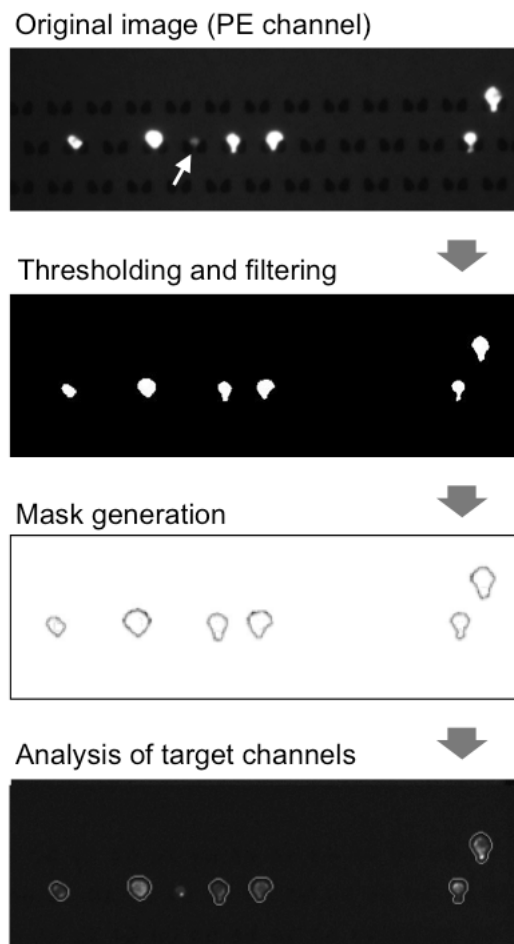 Original image (PE channel)
Thresholding and filtering
Mask generation
Analysis of target channels